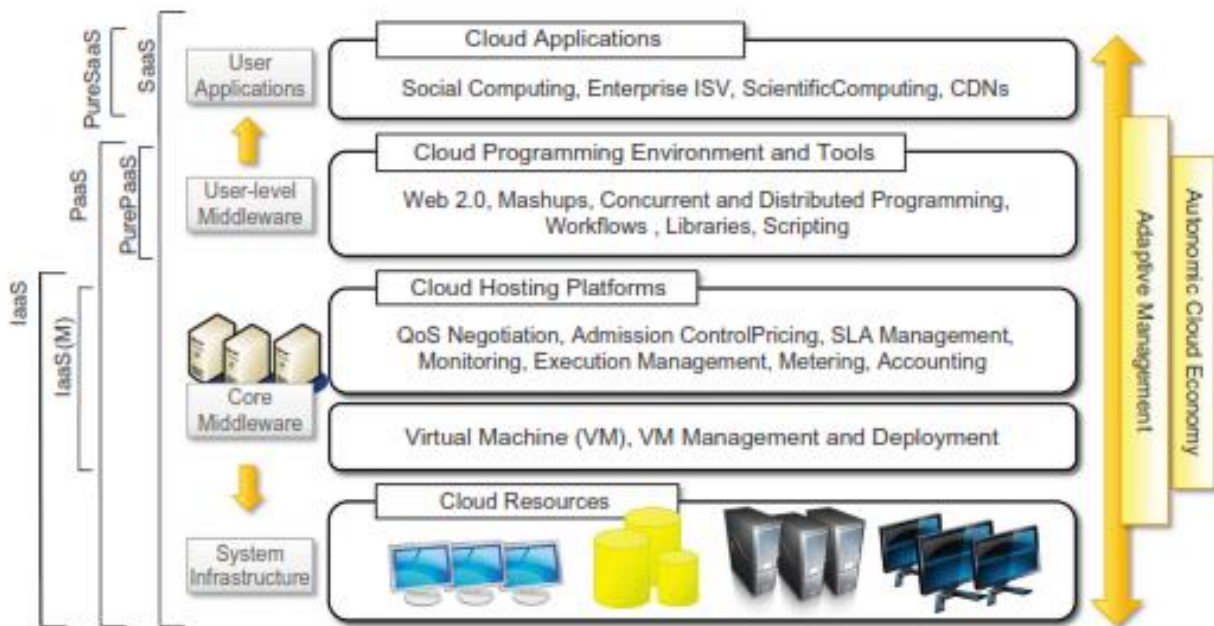 PureSaaS
SaaS
User
Applications
Cloud Applications
Social Computing, Enterprise ISV, ScientificComputing, CDNs
PaaS
PurePaaS
User-level
Middleware
Cloud Programming Environment and Tools
Web 2.0, Mashups, Concurrent and Distributed Programming,
Workflows , Libraries, Scripting
IaaS
IaaS(M)
Core
Middleware
Cloud Hosting Platforms
QoS Negotiation, Admission ControlPricing, SLA Management,
Monitoring, Execution Management, Metering, Accounting
Virtual Machine (VM), VM Management and Deployment
System
Infrastructure
Cloud Resources
Adaptive Management
Autonomic Cloud Economy